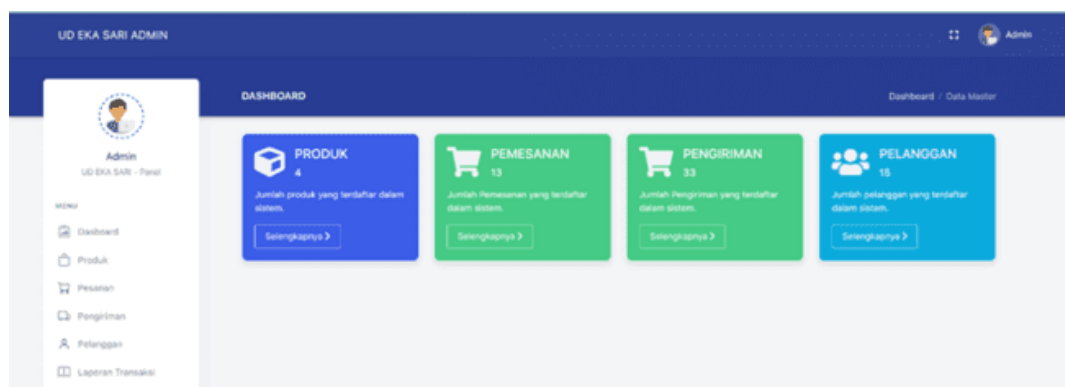 UD EKA SARI ADMIN
Admin
DASHBOARD
Dashboard / Data Master
Admin
UD EKA SARI - Panel
MENU
Dashboard
Produk
Pesanan
Pengiriman
Pelanggan
Laporan Transaksi
PRODUK
4
Jumlah produk yang terdaftar dalam
sistem.
Selengkapnya
PEMESANAN
13
Jumlah Pemesanan yang terdaftar
dalam sistem.
Selengkapnya
PENGIRIMAN
33
Jumlah Pengiriman yang terdaftar
dalam sistem.
Selengkapnya
PELANGGAN
15
Jumlah pelanggan yang terdaftar
dalam sistem.
Selengkapnya